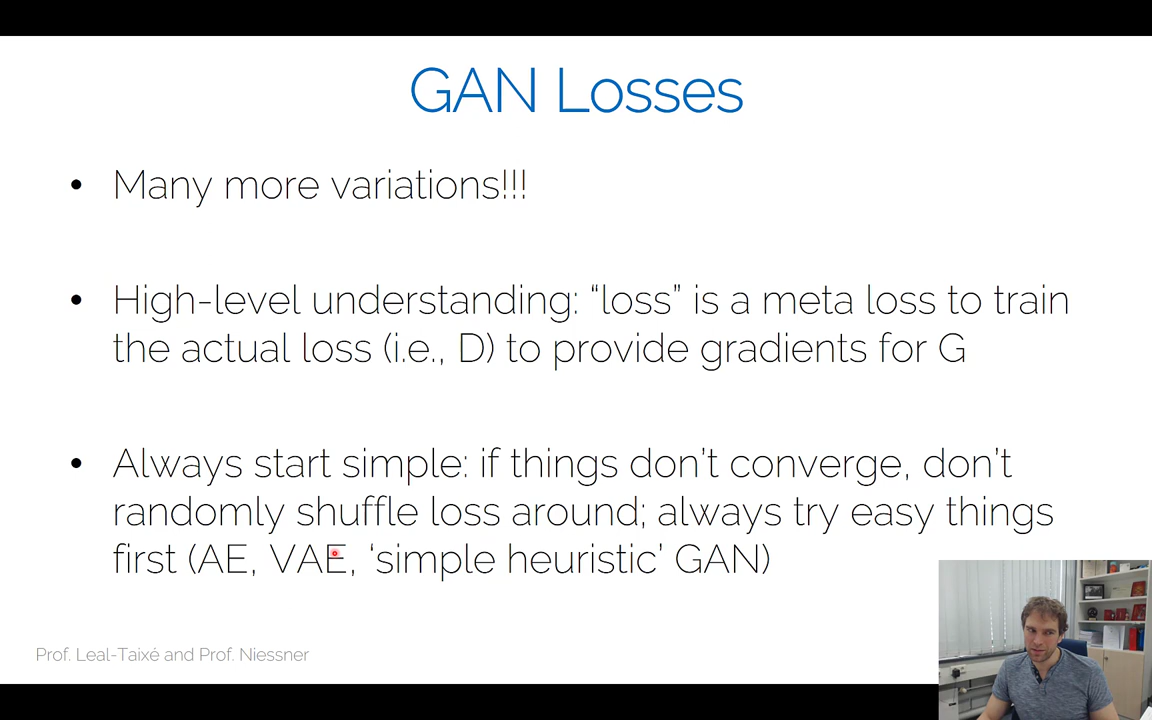 GAN Losses
• Many more variations!!!
• High-level understanding: “loss” is a meta loss to train
the actual loss (i.e., D) to provide gradients for G
• Always start simple: if things don’t converge, don’t
randomly shuffle loss around; always try easy things
first (AE, VAE, ‘simple heuristic’ GAN)
Prof. Leal-Taixé and Prof. Niessner